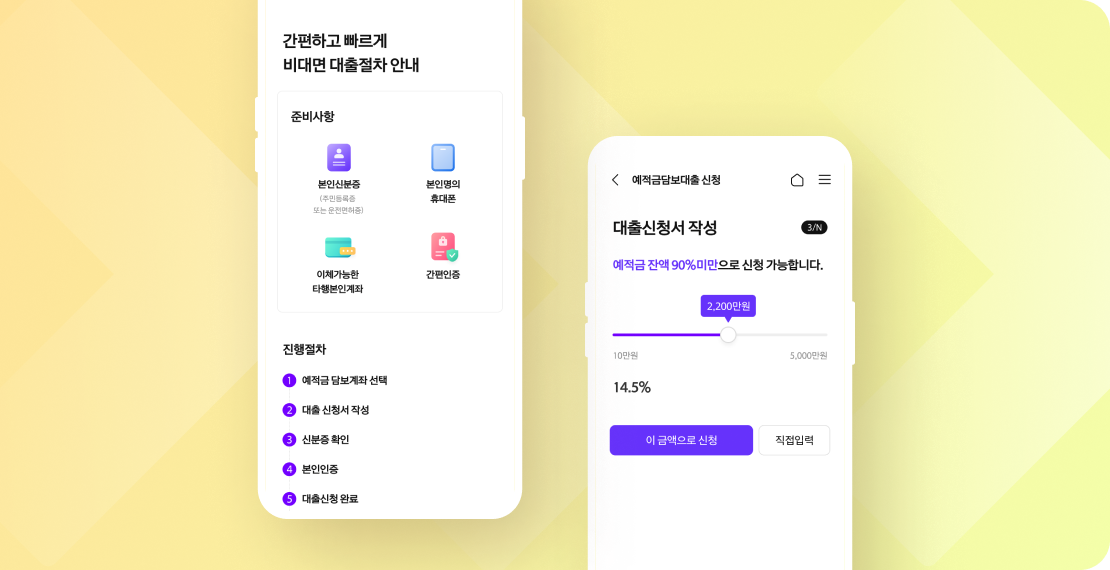 간편하고 빠르게
비대면 대출절차 안내
준비사항
본인신분증
(주민등록증
또는 운전면허증)
본인명의
휴대폰
이체가능한
타행본인계좌
간편인증
진행절차
1 예적금 담보계좌 선택
2 대출 신청서 작성
3 신분증 확인
4 본인인증
5 대출신청 완료
예적금담보대출 신청
대출신청서 작성
3/N
예적금 잔액 90%미만으로 신청 가능합니다.
2,200만원
10만원
5,000만원
14.5%
이 금액으로 신청
직접입력